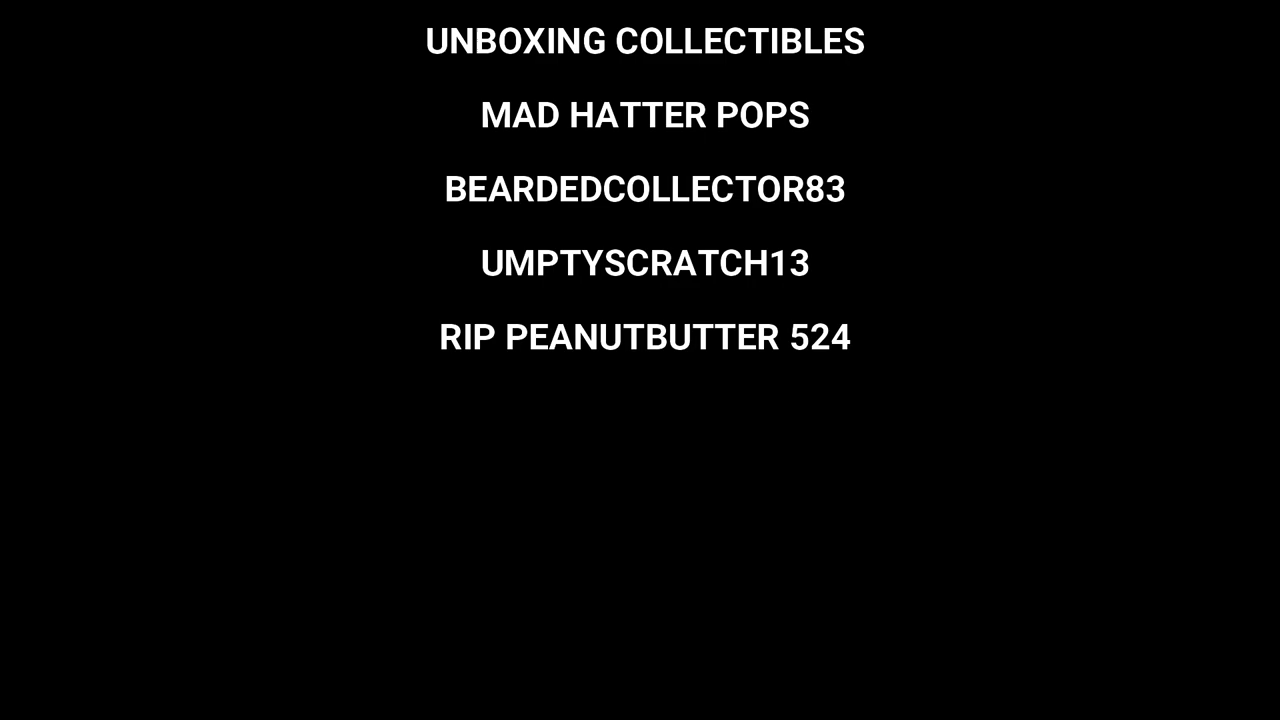 UNBOXING COLLECTIBLES
MAD HATTER POPS
BEARDEDCOLLECTOR83
UMPTYSCRATCH13
RIP PEANUTBUTTER 524